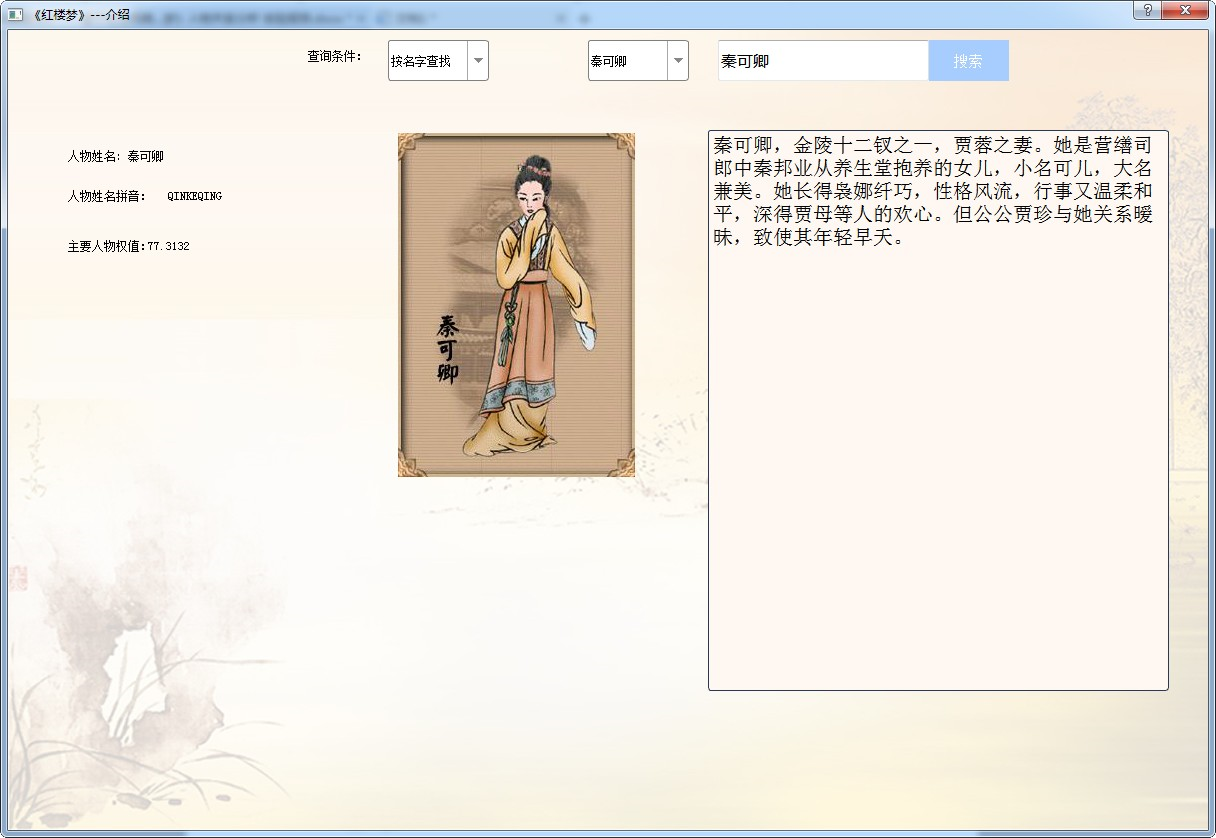 《红楼梦》---介绍
查询条件:
按名字查找
秦可卿
秦可卿
搜索
人物姓名: 秦可卿
人物姓名拼音: QINKEQING
主要人物权值:77.3132
秦可卿
秦可卿，金陵十二钗之一，贾蓉之妻。她是营缮司
郎中秦邦业从养生堂抱养的女儿，小名可儿，大名
兼美。她长得袅娜纤巧，性格风流，行事又温柔和
平，深得贾母等人的欢心。但公公贾珍与她关系暧
昧，致使其年轻早夭。